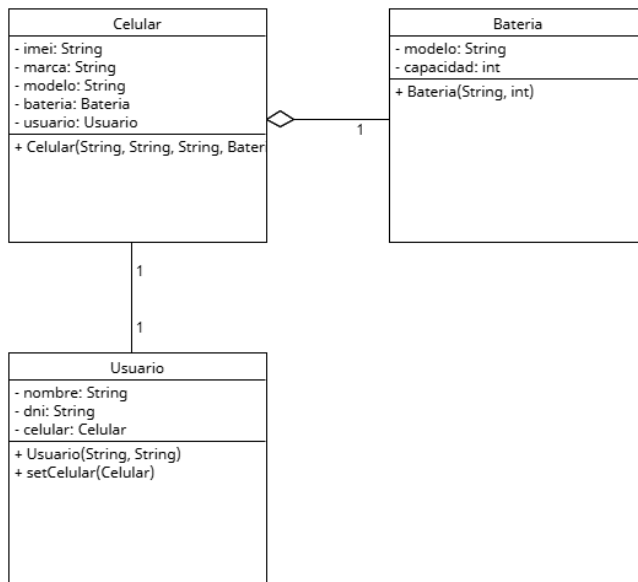 Celular
- imei: String
- marca: String
- modelo: String
- bateria: Bateria
- usuario: Usuario
+ Celular(String, String, String, Bateri
Bateria
- modelo: String
- capacidad: int
+ Bateria(String, int)
1
1
1
Usuario
- nombre: String
- dni: String
- celular: Celular
+ Usuario(String, String)
+ setCelular(Celular)